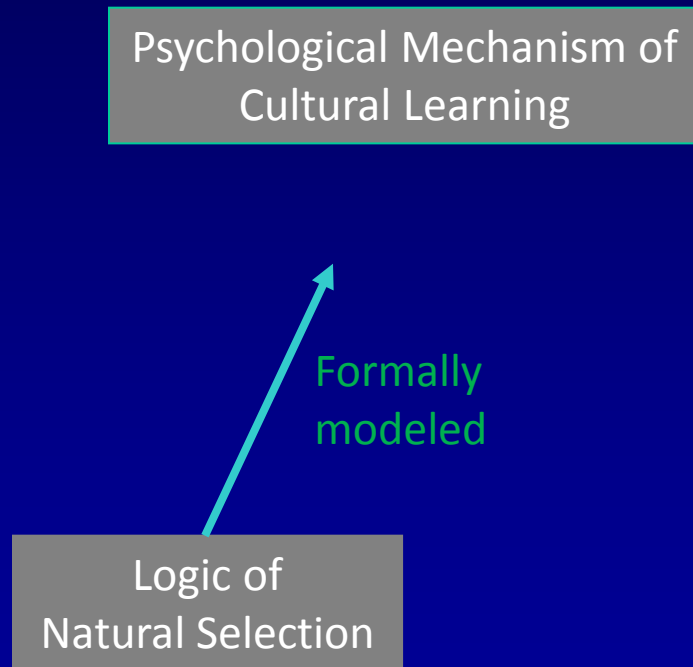 Psychological Mechanism of
Cultural Learning
Formally
modeled
Logic of
Natural Selection